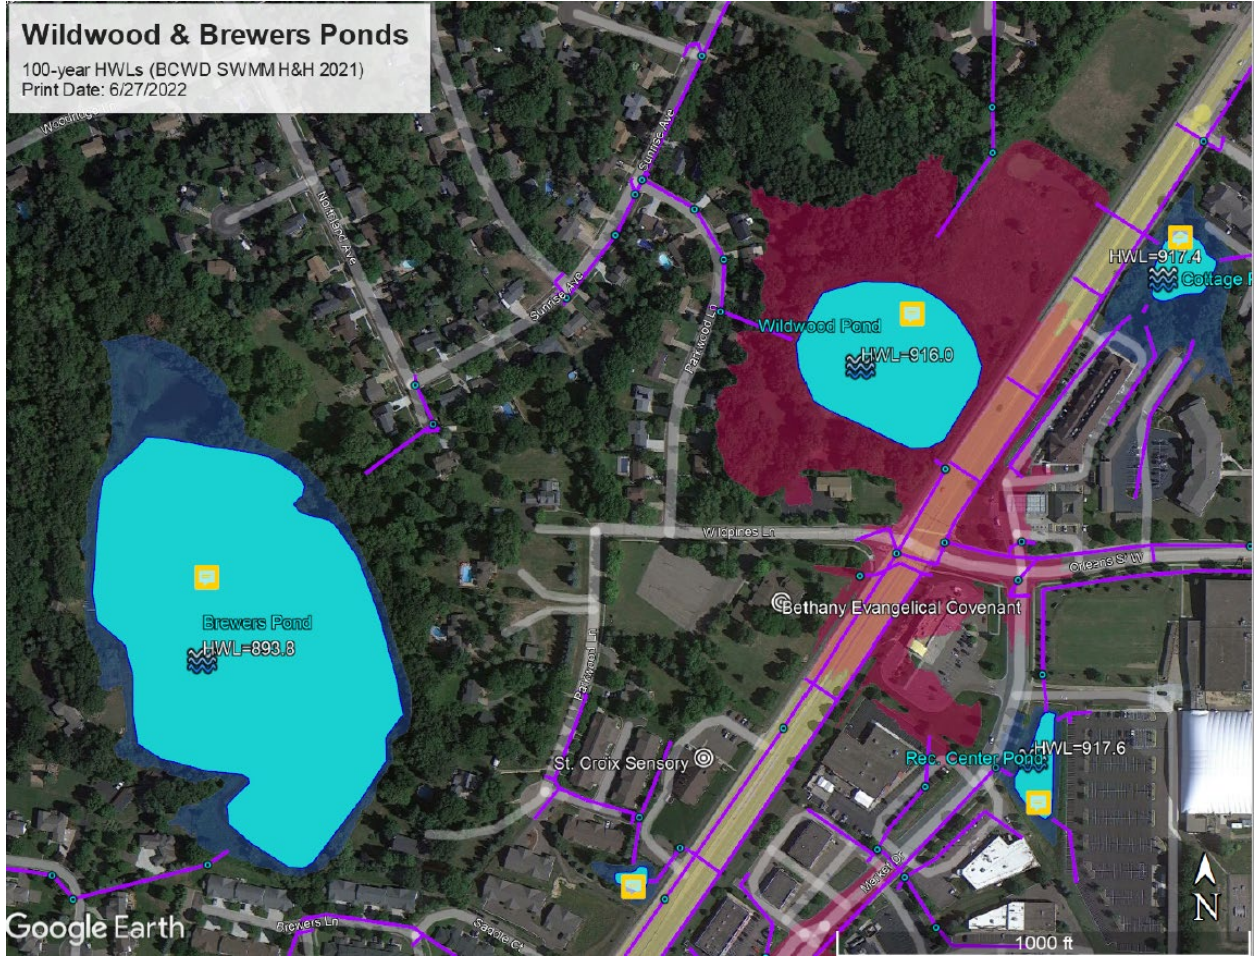 Wildwood & Brewers Ponds
100-year HWLs (BCWD SWMM H&H 2021)
Print Date: 6/27/2022
Sunrise Ave
Northland Ave
HWL=917.4
Cottage
Sunrise Ave
Parkwood Ln
Wildwood Pond
HWL=916.0
Wildpines Ln
Orleans St W
Bethany Evangelical Covenant
Brewers Pond
HWL=893.8
Parkwood Ln
St. Croix Sensory
Rec. Center Pond
HWL=917.6
Market Dr
Brewers Ln
Google Earth
N
1000 ft